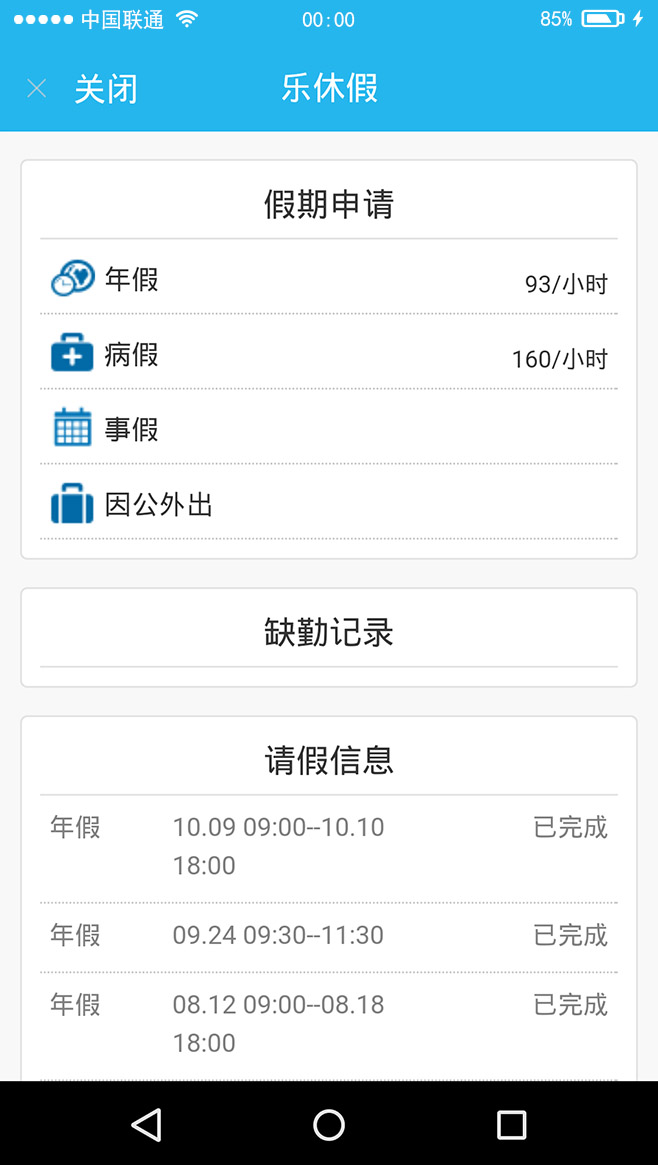 中国联通 00:00 85%
关闭 乐休假
假期申请
年假 93/小时
病假 160/小时
事假
因公外出
缺勤记录
请假信息
年假 10.09 09:00--10.10 已完成
18:00
年假 09.24 09:30--11:30 已完成
年假 08.12 09:00--08.18 已完成
18:00